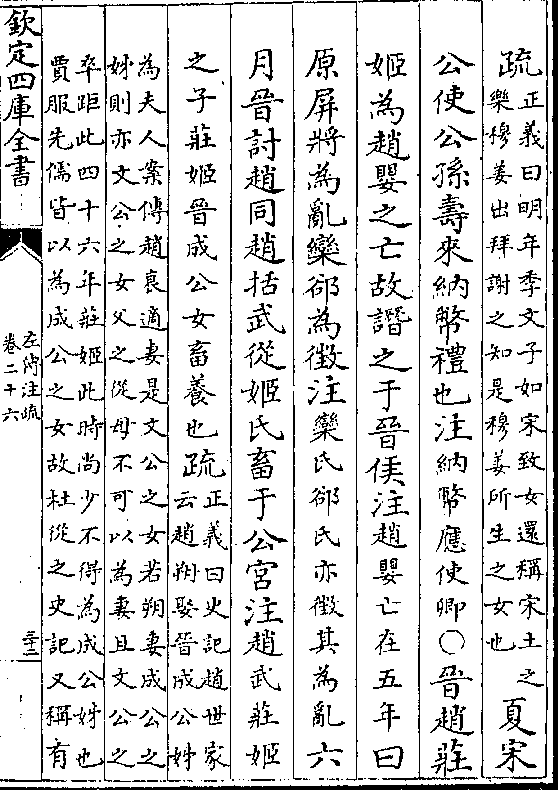 疏正義曰明年季文子如宋致女還稱宋土之樂穆姜出拜謝之知是穆姜所生之女也夏宋
公使公孫壽來納幣禮也注納幣應使卿〇晉趙莊
姬為趙嬰之亡故譖之于晉侯注趙嬰亡在五年曰
原屏將為亂欒郤為徵注欒氏郤氏亦徵其為亂六
月晉討趙同趙括武從姬氏畜于公宮注趙武莊姬
之子莊姬晉成公女畜養也疏正義曰史記趙世家云趙朔娶晉成公姊
為夫人案傳趙衰適妻是文公之女若朔妻成公之姊則亦文公之女父之從母不可以為妻且文公之
卒距此四十六年莊姬此時尚少不得為成公姊也賈服先儒皆以為成公之女故杜從之史記又稱有
欽定四庫全書
左傳注疏
卷二十六
三十三